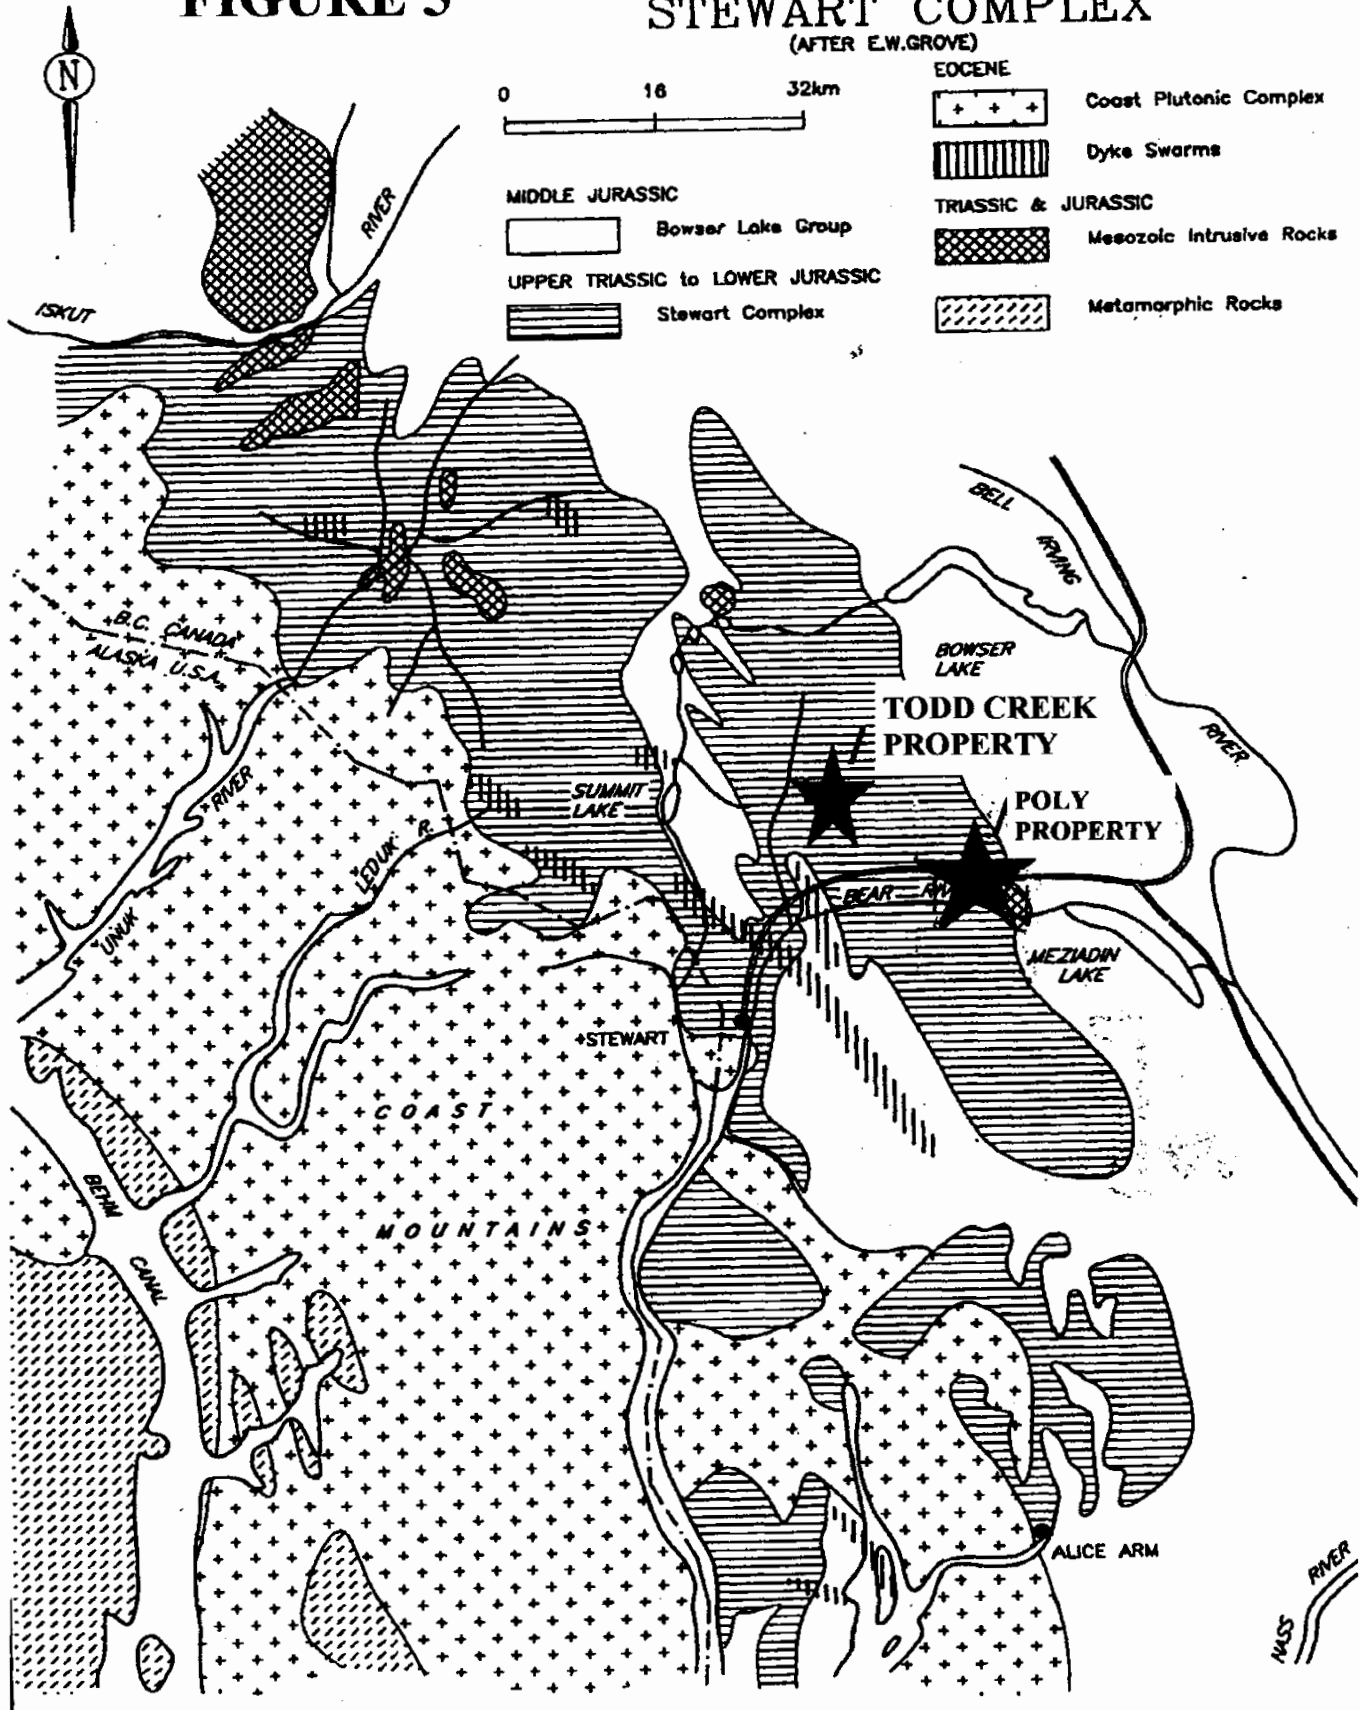 FIGURE 3
STEWART COMPLEX
(AFTER E.W.GROVE)
N
0 16 32km
EOCENE
Coast Plutonic Complex
Dyke Swarms
MIDDLE JURASSIC
Bowser Lake Group
TRIASSIC & JURASSIC
Mesozoic Intrusive Rocks
UPPER TRIASSIC to LOWER JURASSIC
Stewart Complex
Metamorphic Rocks
RIVER
ISKUT
BELL
IRVING
RIVER
B.C. CANADA
ALASKA U.S.A.
BOWSER
LAKE
TODD CREEK
PROPERTY
POLY
PROPERTY
SUMMIT
LAKE
RIVER
UNUK
LEDUK R.
BEAR RIV
MEZIADIN
LAKE
STEWART
COAST
MOUNTAINS
BEHM
CANAL
ALICE ARM
NASS
RIVER